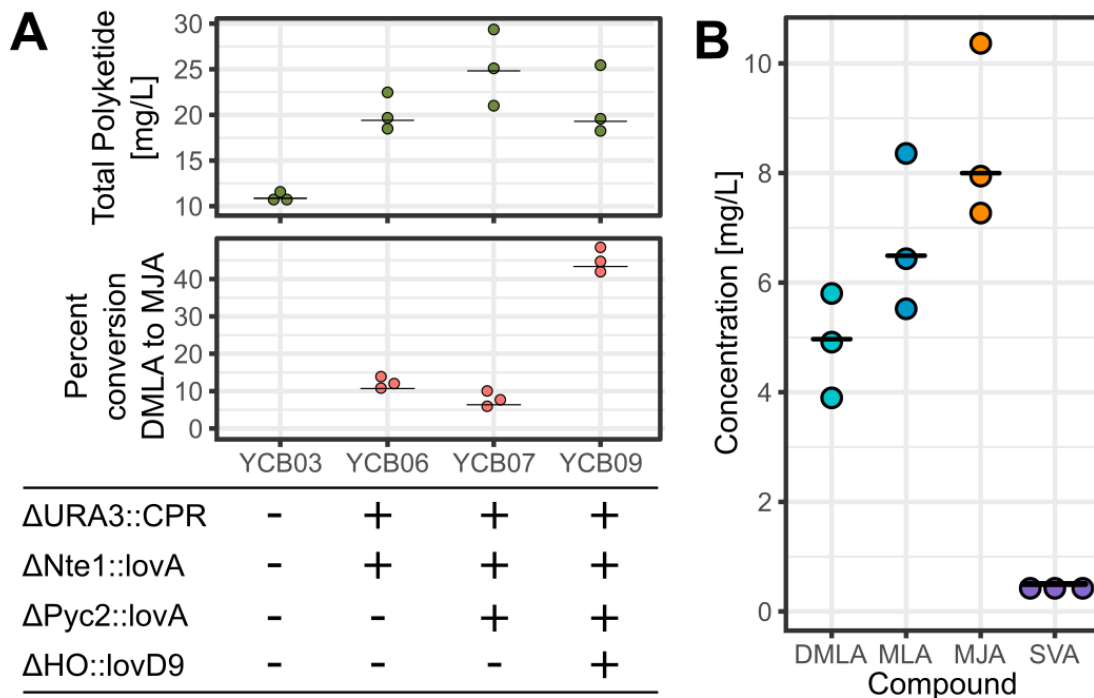 A
Total Polyketide
[mg/L]
30
25
20
15
10
Percent
conversion
DMLA to MJA
40
30
20
10
0
YCB03 YCB06 YCB07 YCB09
ΔURA3::CPR - + + +
ΔNte1::lovA - + + +
ΔPyc2::lovA - - + +
ΔHO::lovD9 - - - +
B
Concentration [mg/L]
10
8
6
4
2
0
DMLA MLA MJA SVA
Compound